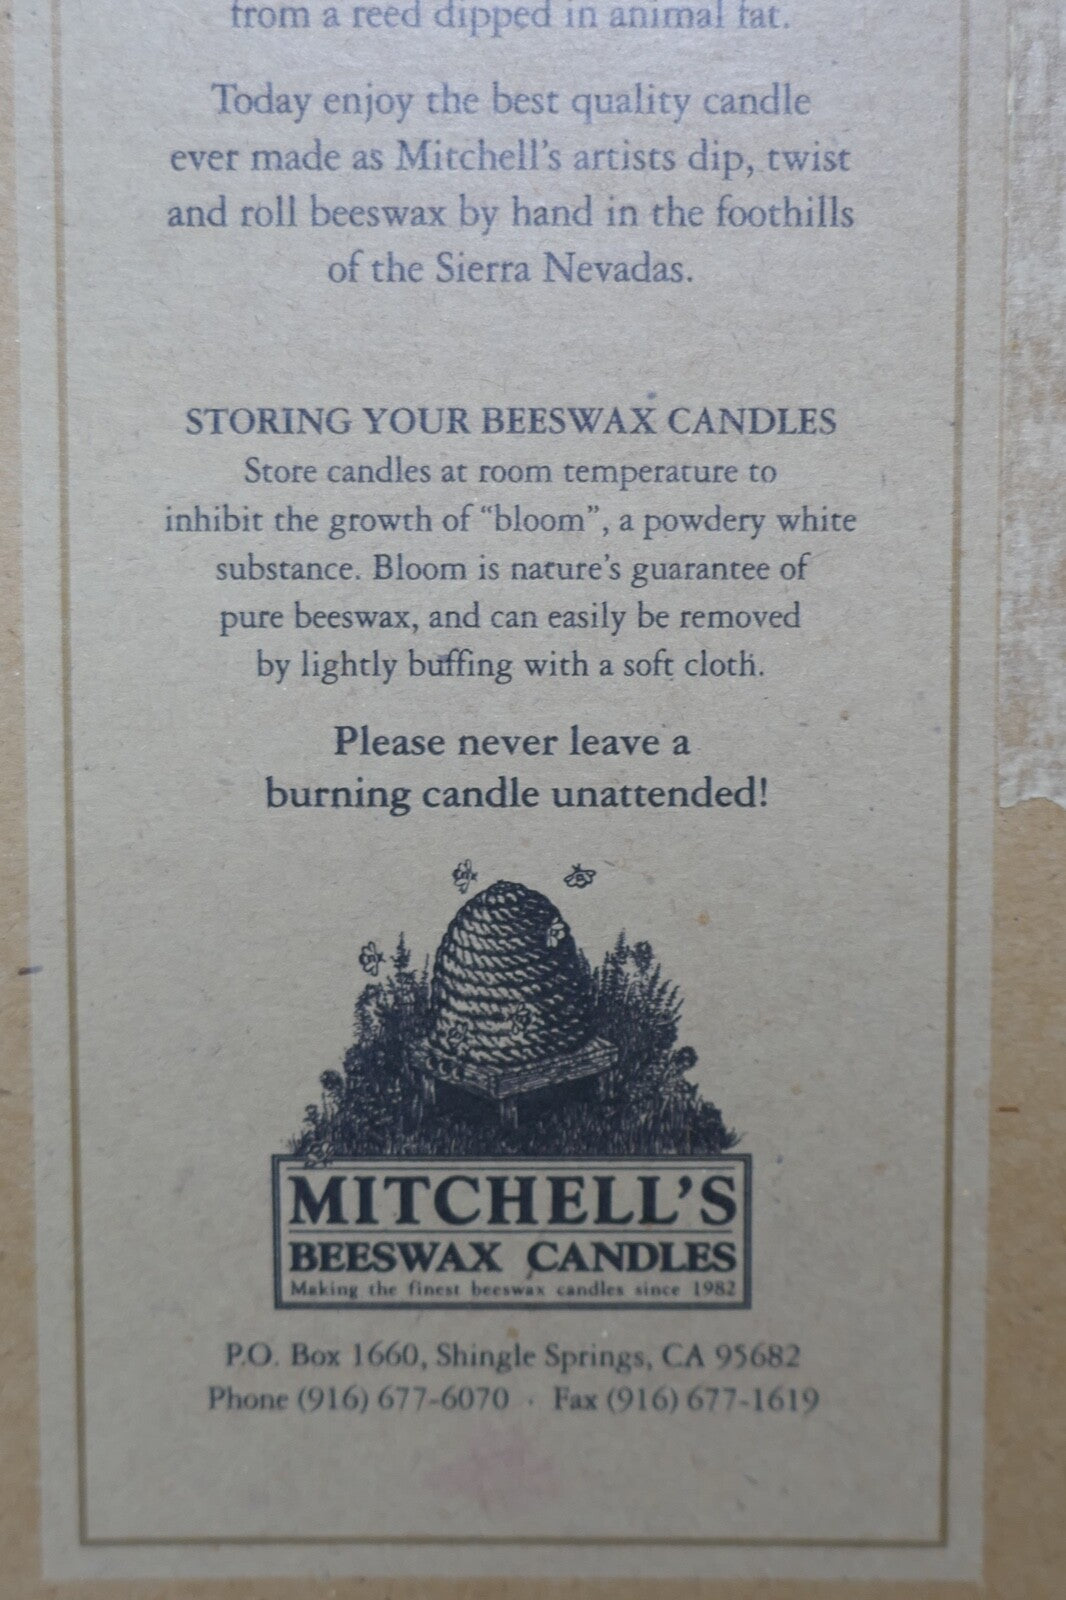 from a reed dipped in animal fat.
Today enjoy the best quality candle
ever made as Mitchell's artists dip, twist
and roll beeswax by hand in the foothills
of the Sierra Nevadas.
STORING YOUR BEESWAX CANDLES
Store candles at room temperature to
inhibit the growth of “bloom”, a powdery white
substance. Bloom is nature's guarantee of
pure beeswax, and can easily be removed
by lightly buffing with a soft cloth.
Please never leave a
burning candle unattended!
MITCHELL'S
BEESWAX CANDLES
Making the finest beeswax candles since 1982
P.O. Box 1660, Shingle Springs, CA 95682
Phone (916) 677-6070 · Fax (916) 677-1619